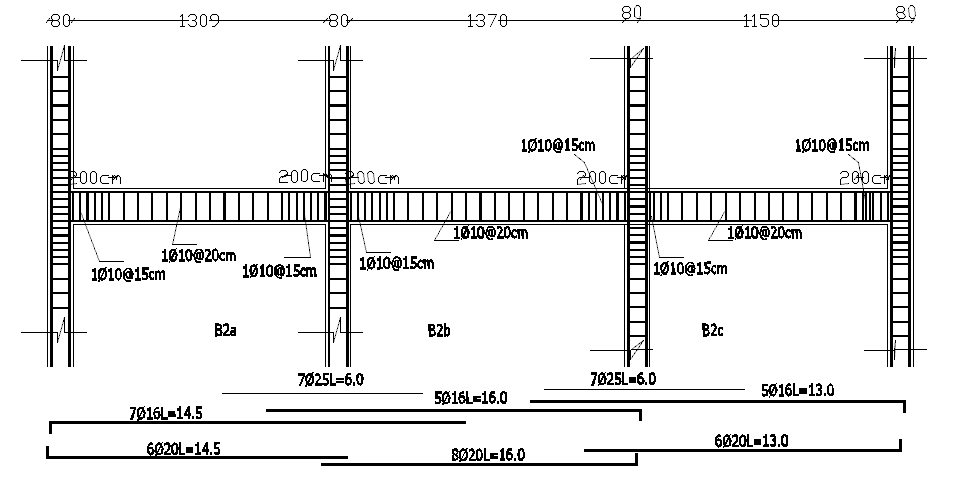 80 1309 80 1370 80 1150 80
1Ø10@15cm 1Ø10@15cm
200cm 200cm 200cm 200cm 200cm
1Ø10@20cm 1Ø10@20cm
1Ø10@20cm
1Ø10@15cm 1Ø10@15cm 1Ø10@15cm 1Ø10@15cm
B2a B2b B2c
7Ø25L=6.0 7Ø25L=6.0
5Ø16L=16.0 5Ø16L=13.0
7Ø16L=14.5
6Ø20L=14.5 8Ø20L=16.0 6Ø20L=13.0